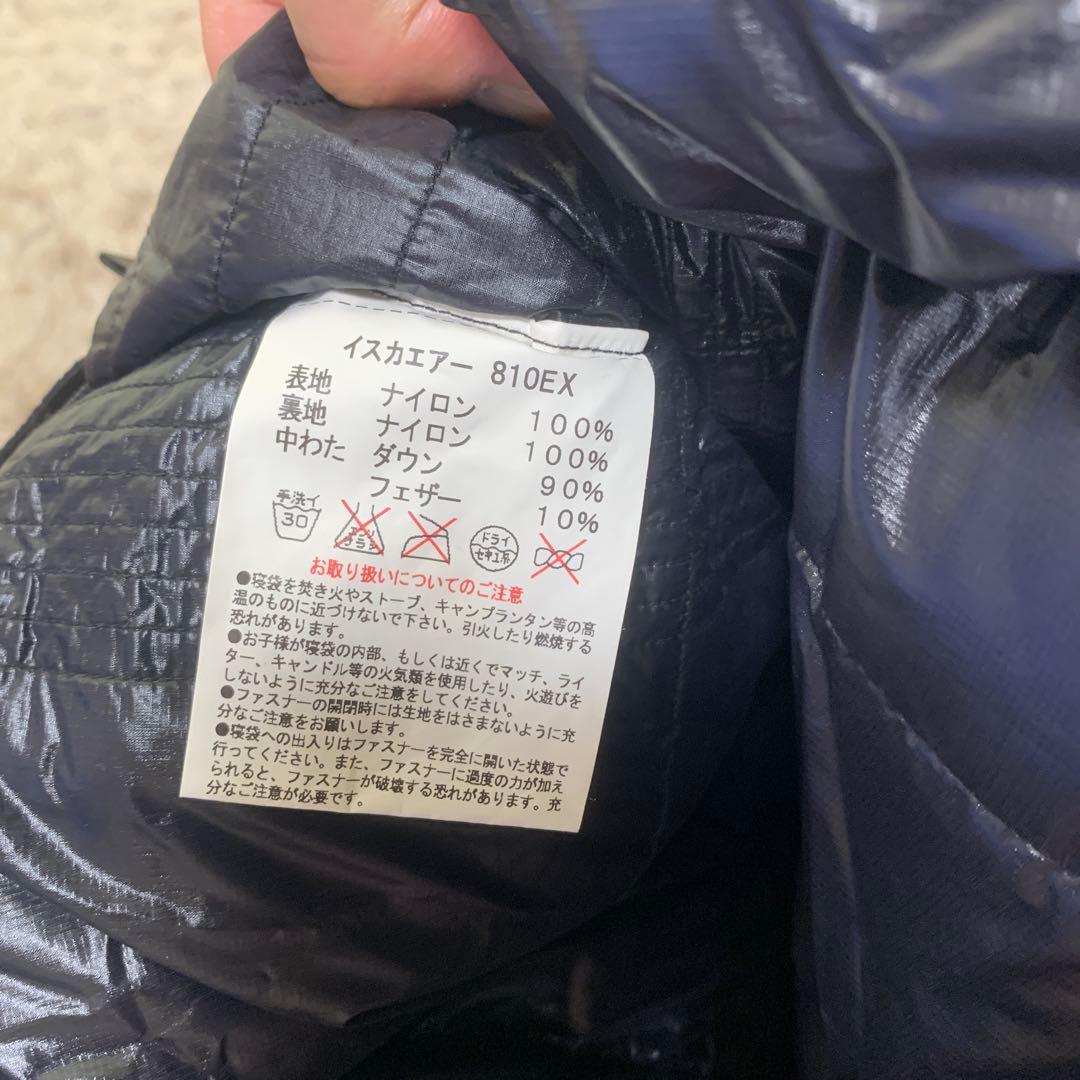 イスカエアー 810EX
表地 ナイロン 100%
裏地 ナイロン 100%
中わた ダウン 90%
フェザー 10%
手洗イ 30 エンソサラシ ドライ セキユ系
お取り扱いについてのご注意
●寝袋を焚き火やストーブ、キャンプランタン等の高
温のものに近づけないで下さい。引火したり燃焼する
恐れがあります。
●お子様が寝袋の内部、もしくは近くでマッチ、ライ
ター、キャンドル等の火気類を使用したり、火遊びを
しないように充分なご注意をしてください。
●ファスナーの開閉時には生地をはさまないように充
分なご注意をお願いします。
●寝袋への出入りはファスナーを完全に開いた状態で
行ってください。また、ファスナーに過度の力が加え
られると、ファスナーが破壊する恐れがあります。充
分なご注意が必要です。